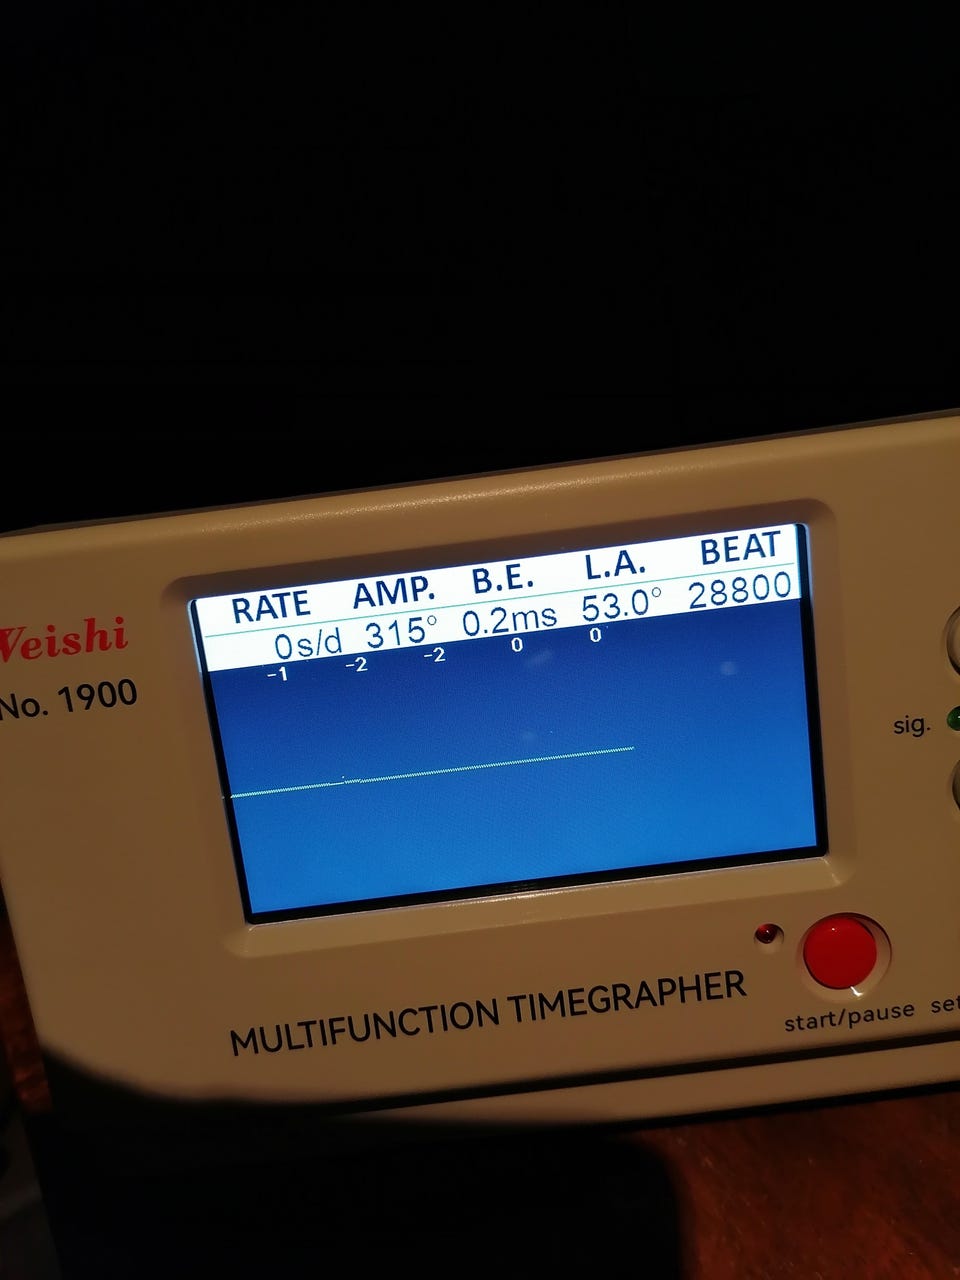 RATE AMP. B.E. L.A. BEAT
0s/d 315° 0.2ms 53.0° 28800
-1 -2 -2 0 0
Weishi
No. 1900
sig.
MULTIFUNCTION TIMEGRAPHER
start/pause